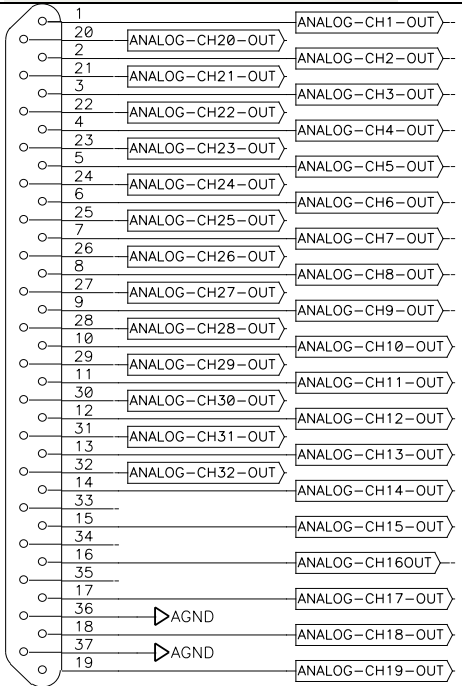 1 ANALOG-CH1-OUT
20 ANALOG-CH20-OUT
2 ANALOG-CH2-OUT
21 ANALOG-CH21-OUT
3 ANALOG-CH3-OUT
22 ANALOG-CH22-OUT
4 ANALOG-CH4-OUT
23 ANALOG-CH23-OUT
5 ANALOG-CH5-OUT
24 ANALOG-CH24-OUT
6 ANALOG-CH6-OUT
25 ANALOG-CH25-OUT
7 ANALOG-CH7-OUT
26 ANALOG-CH26-OUT
8 ANALOG-CH8-OUT
27 ANALOG-CH27-OUT
9 ANALOG-CH9-OUT
28 ANALOG-CH28-OUT
10 ANALOG-CH10-OUT
29 ANALOG-CH29-OUT
11 ANALOG-CH11-OUT
30 ANALOG-CH30-OUT
12 ANALOG-CH12-OUT
31 ANALOG-CH31-OUT
13 ANALOG-CH13-OUT
32 ANALOG-CH32-OUT
14 ANALOG-CH14-OUT
33
15 ANALOG-CH15-OUT
34
16 ANALOG-CH16OUT
35
17 ANALOG-CH17-OUT
36 AGND
18 ANALOG-CH18-OUT
37 AGND
19 ANALOG-CH19-OUT